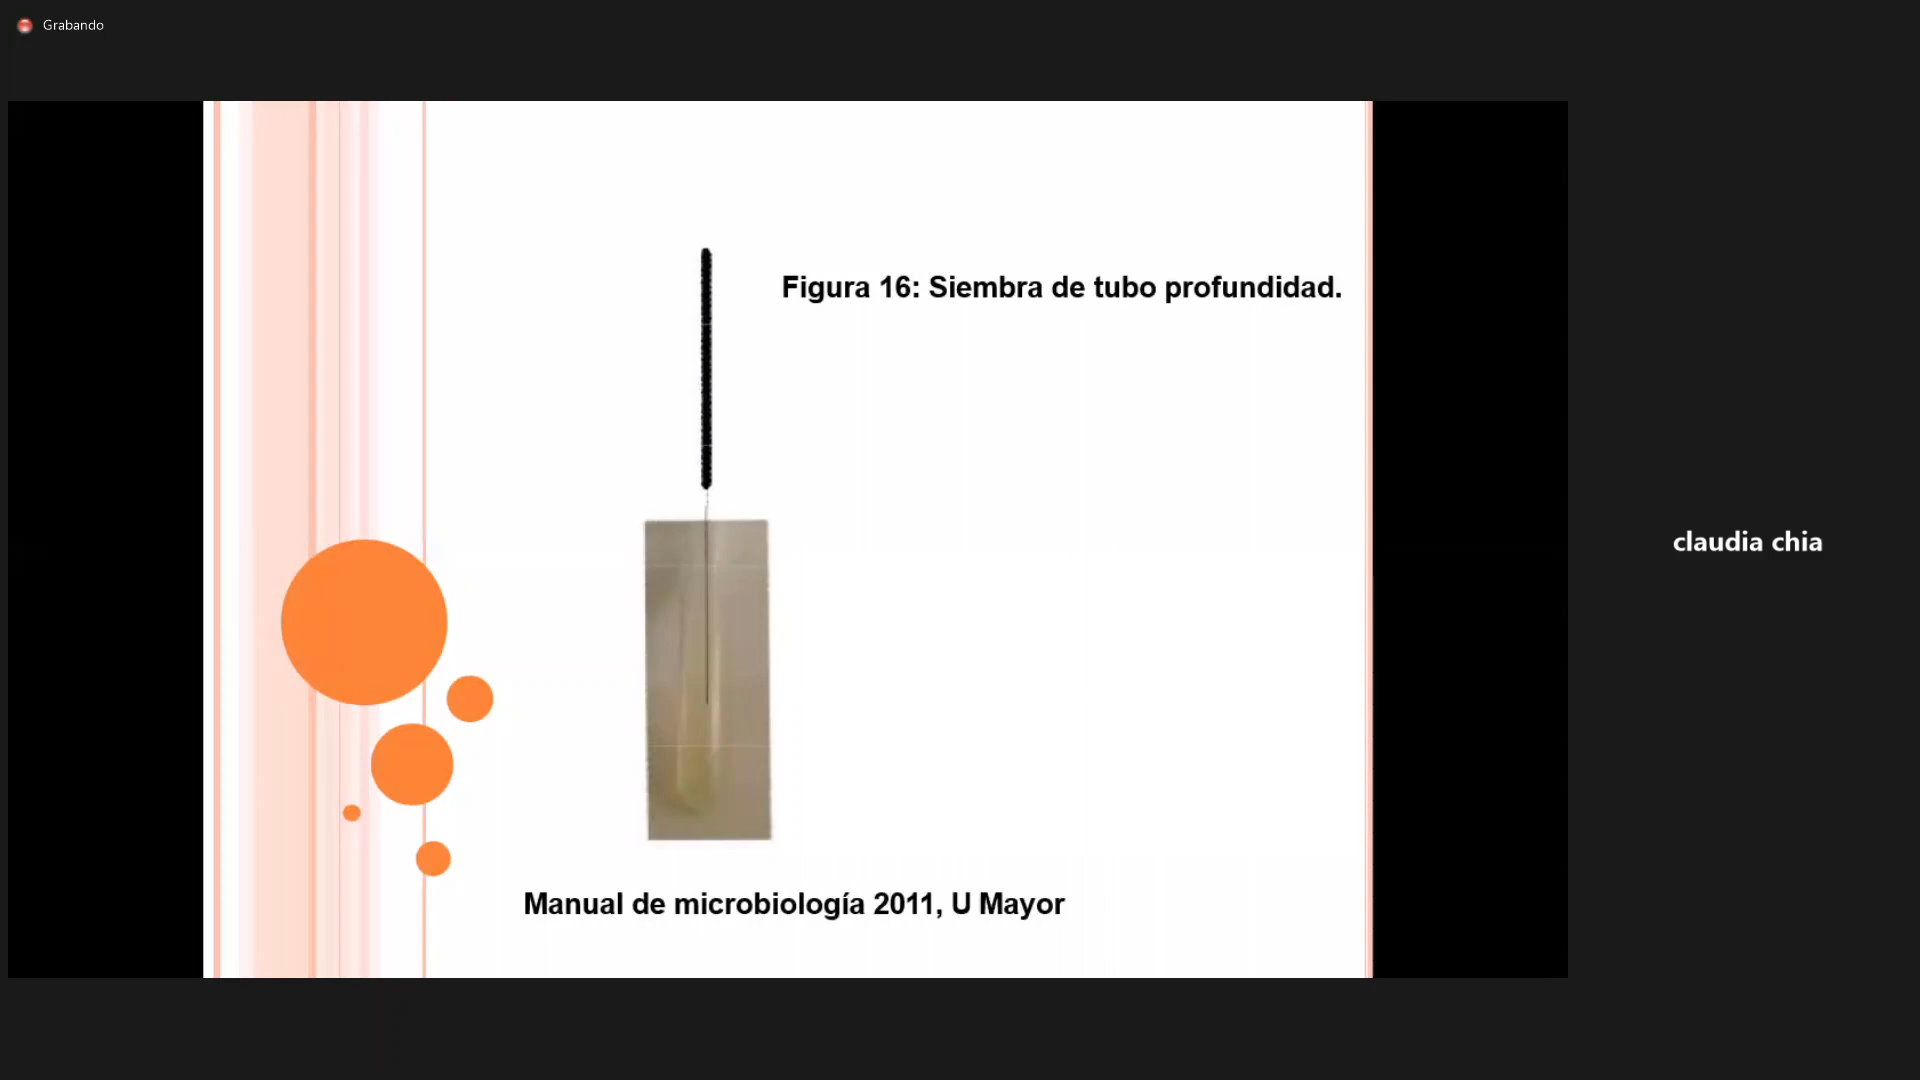 Grabando
Figura 16: Siembra de tubo profundidad.
claudia chia
Manual de microbiología 2011, U Mayor